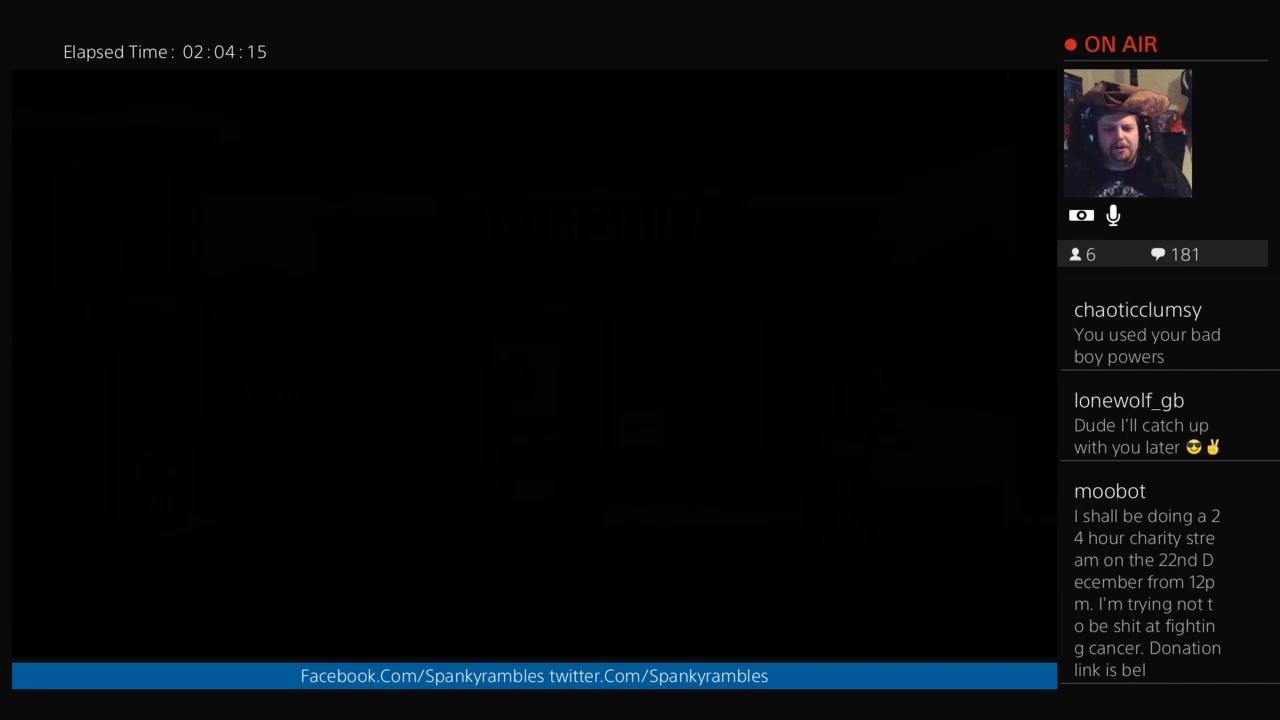 Elapsed Time: 02:04:15
ON AIR
6 181
chaoticclumsy
You used your bad
boy powers
lonewolf_gb
Dude I'll catch up
with you later 😎✌
moobot
I shall be doing a 2
4 hour charity stre
am on the 22nd D
ecember from 12p
m. I'm trying not t
o be shit at fightin
g cancer. Donation
link is bel
Facebook.Com/Spankyrambles twitter.Com/Spankyrambles